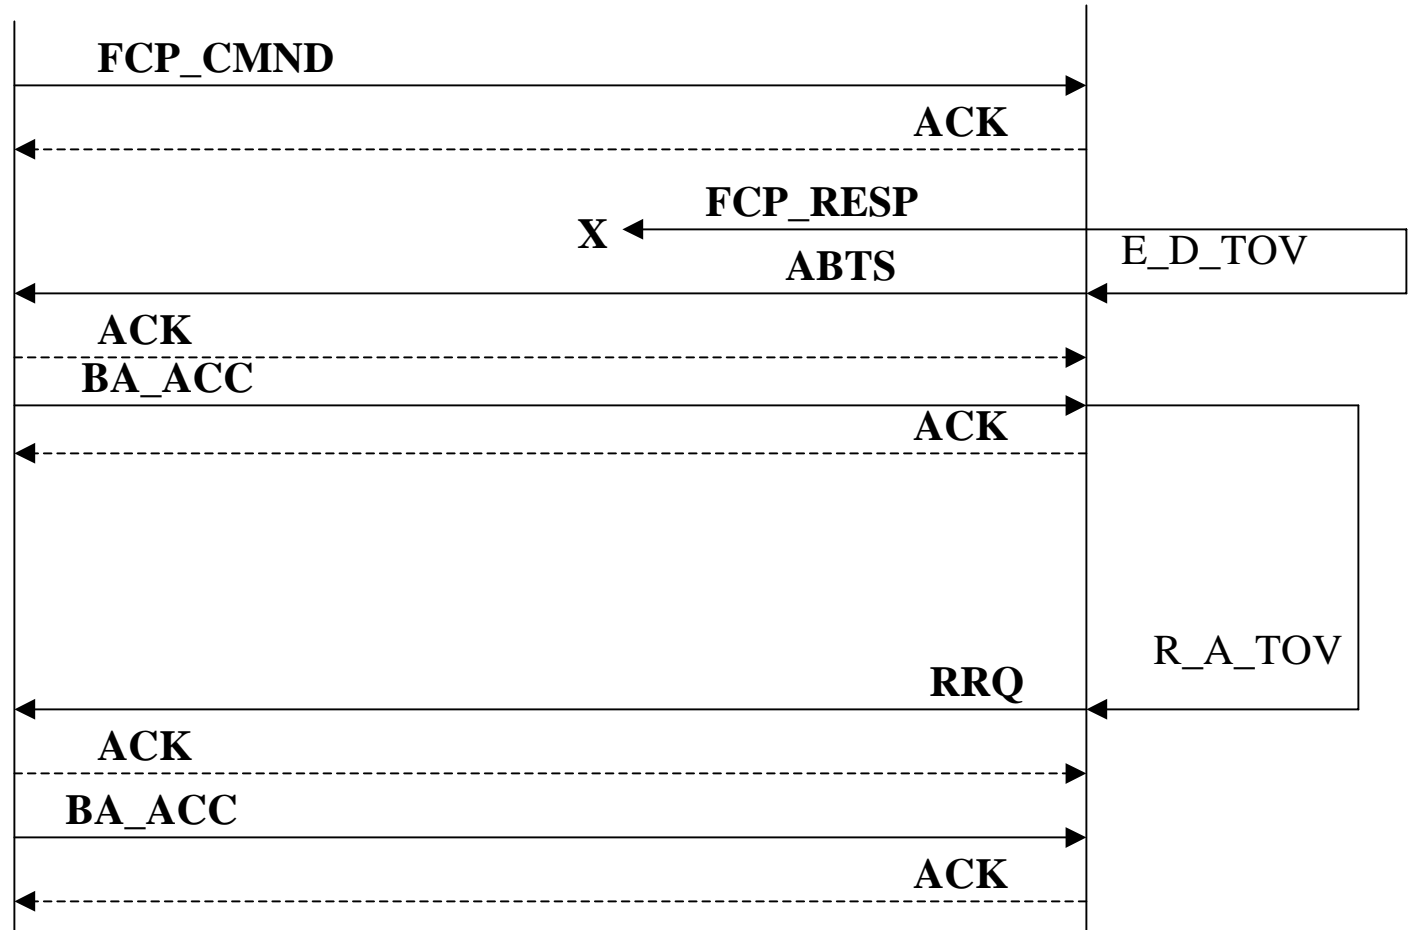 FCP_CMND
ACK
FCP_RESP
X
E_D_TOV
ABTS
ACK
BA_ACC
ACK
R_A_TOV
RRQ
ACK
BA_ACC
ACK